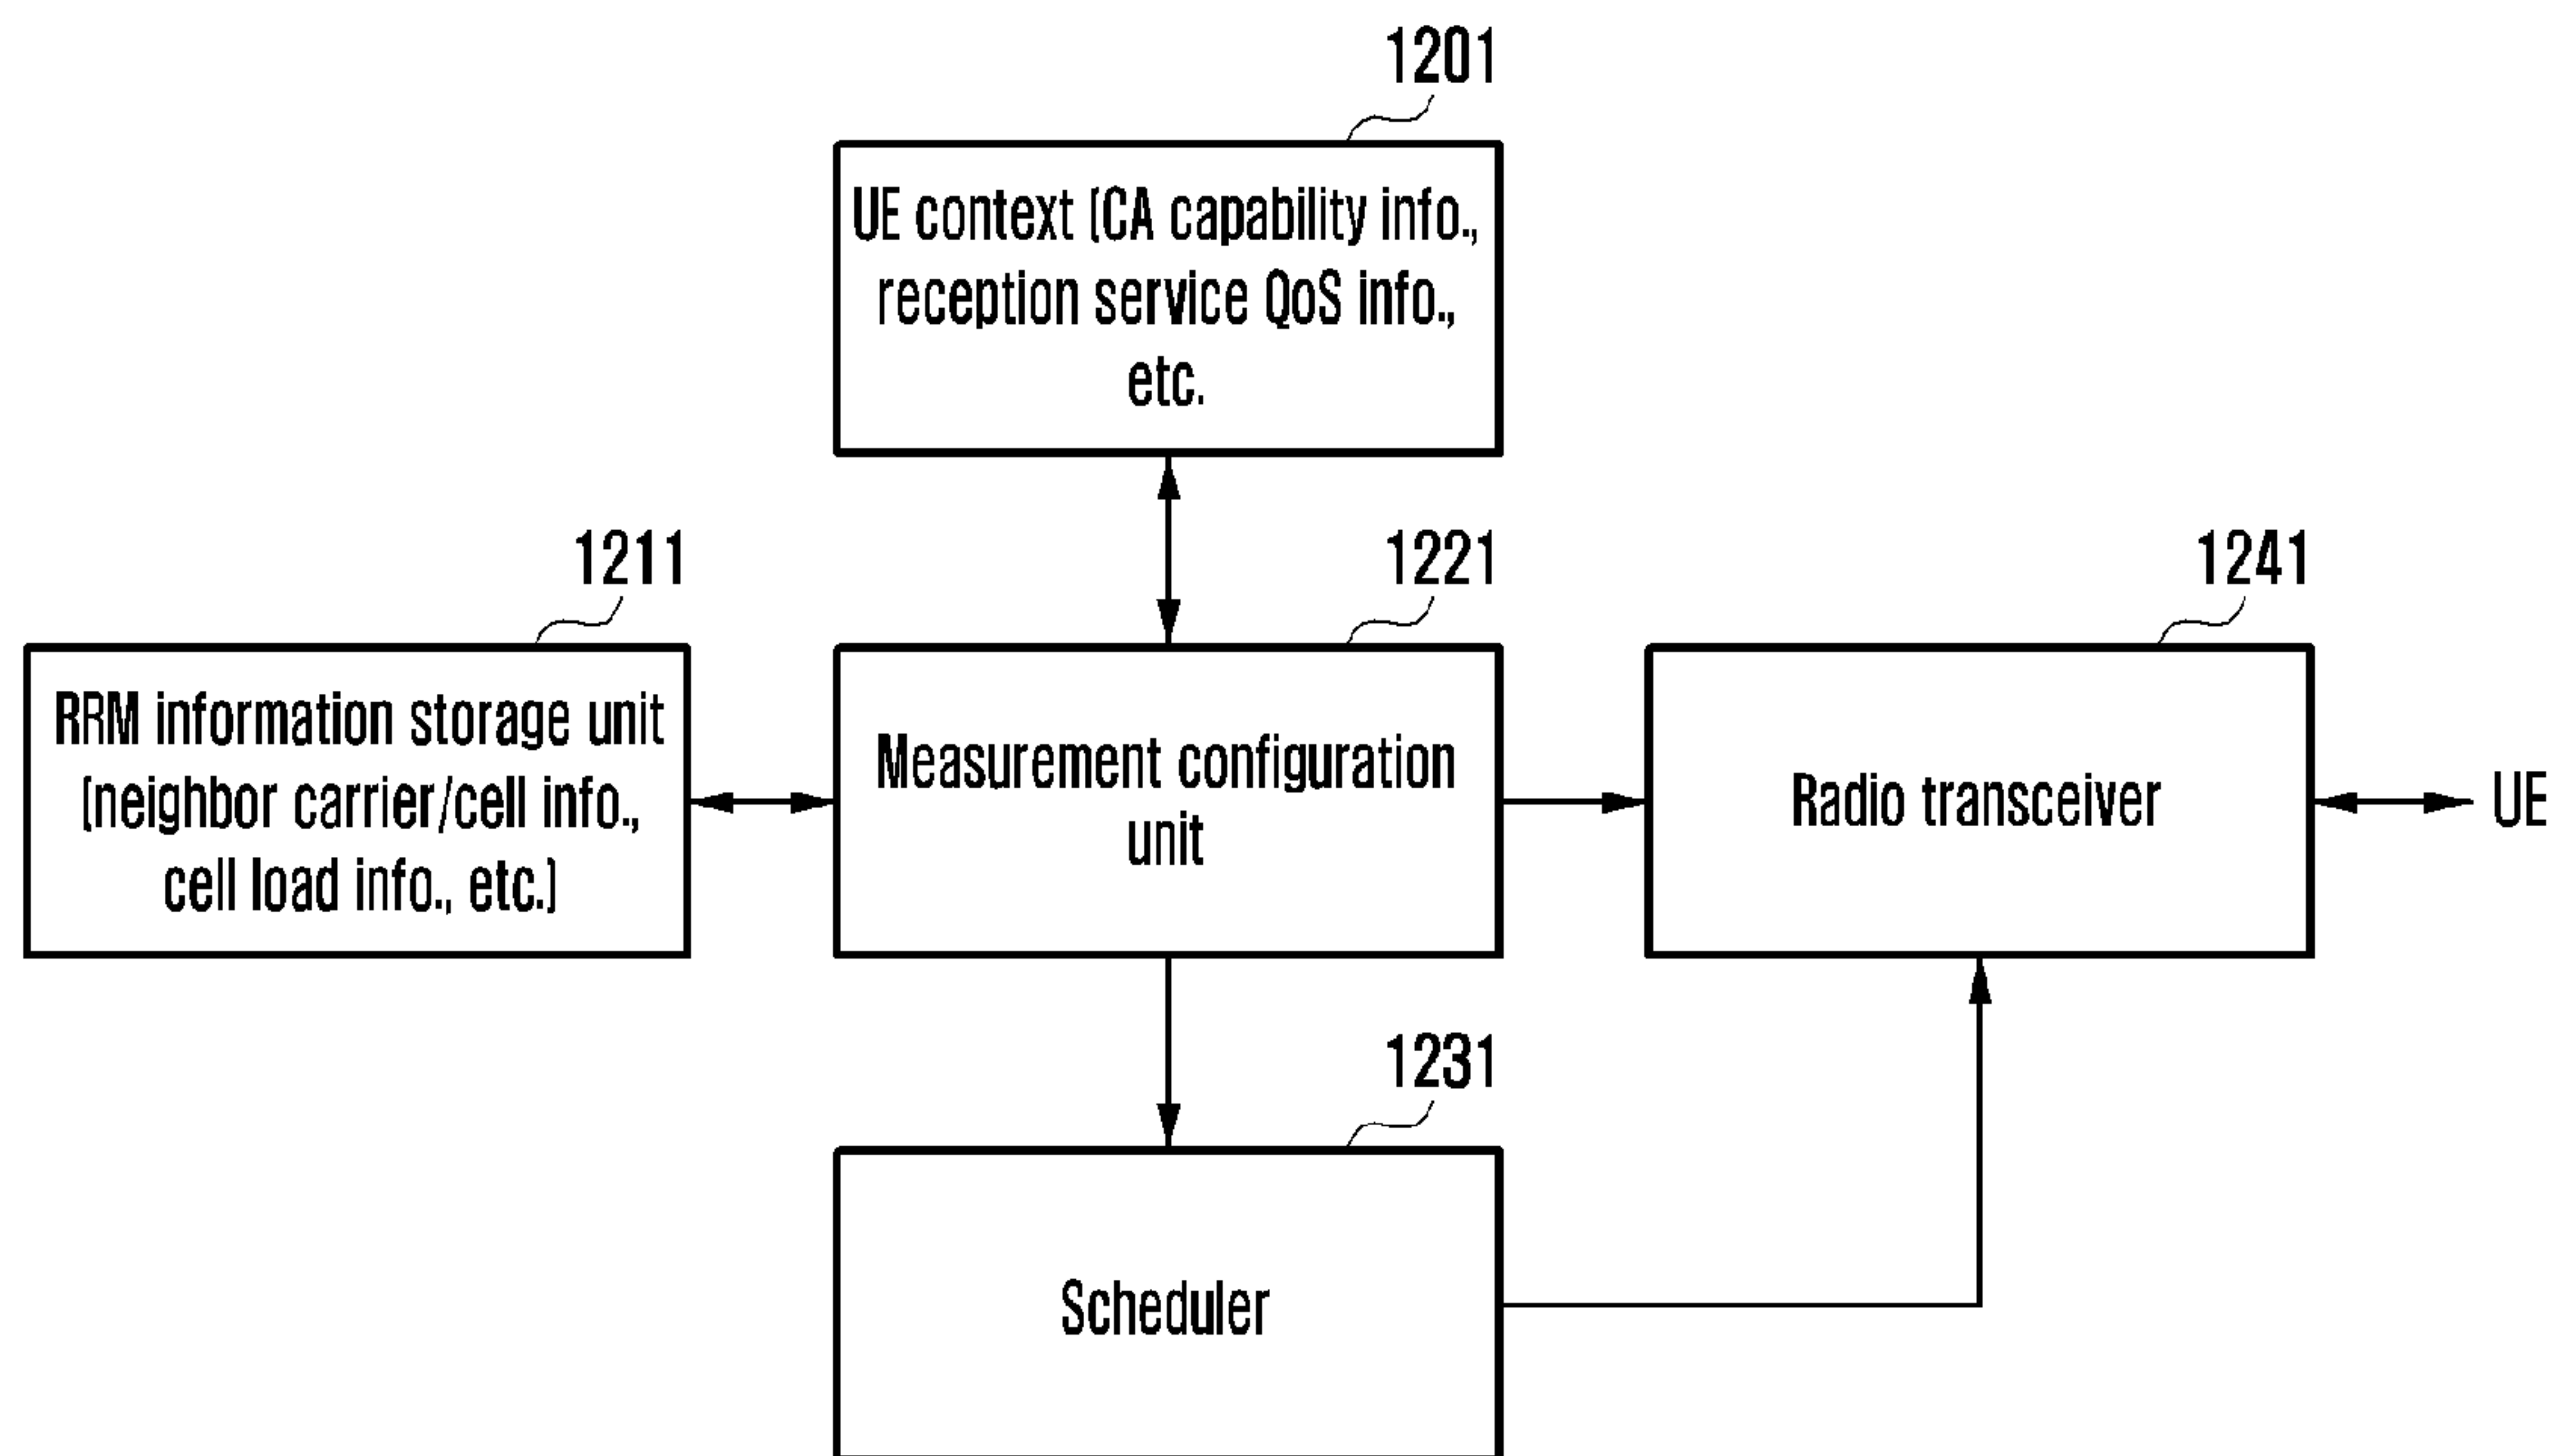 1201
UE context (CA capability info.,
reception service QoS info.,
etc.
1211
1221
1241
RRM information storage unit
(neighbor carrier/cell info.,
cell load info., etc.)
Measurement configuration
unit
Radio transceiver
UE
1231
Scheduler